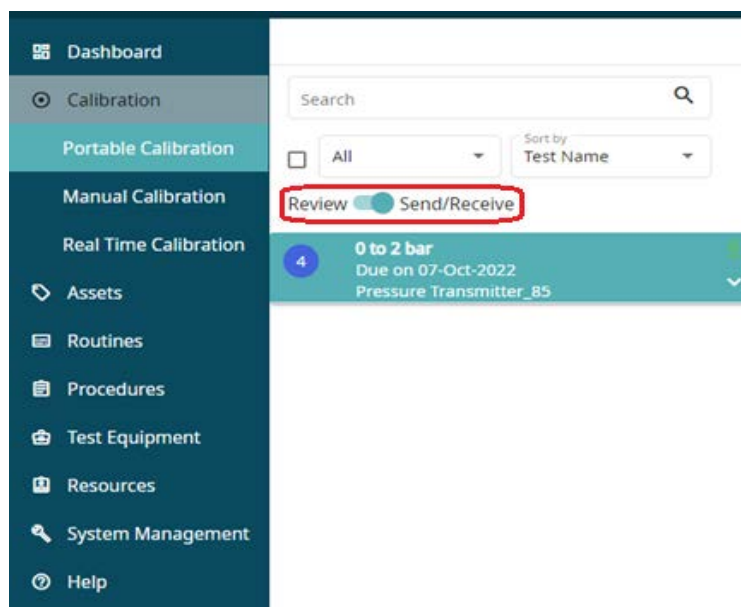 Dashboard
Calibration
Portable Calibration
Manual Calibration
Real Time Calibration
Assets
Routines
Procedures
Test Equipment
Resources
System Management
Help
Search
All
Sort by
Test Name
Review Send/Receive
4
0 to 2 bar
Due on 07-Oct-2022
Pressure Transmitter_85